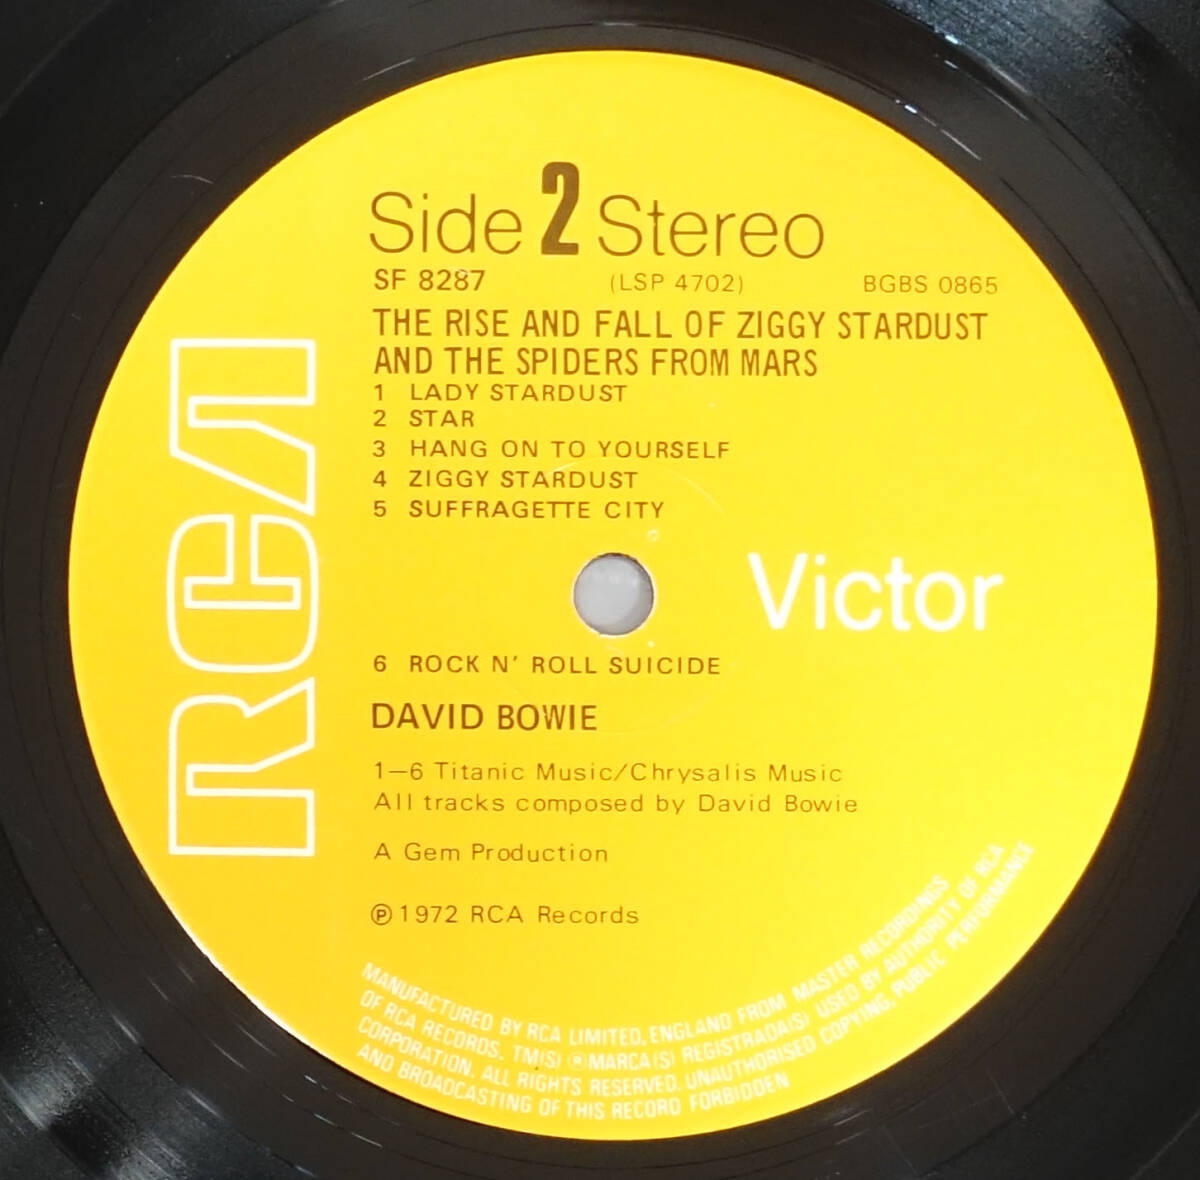 Side 2 Stereo
SF 8287 (LSP 4702) BGBS 0865
THE RISE AND FALL OF ZIGGY STARDUST
AND THE SPIDERS FROM MARS
1 LADY STARDUST
2 STAR
3 HANG ON TO YOURSELF
4 ZIGGY STARDUST
5 SUFFRAGETTE CITY
RCA
Victor
6 ROCK N' ROLL SUICIDE
DAVID BOWIE
1–6 Titanic Music/Chrysalis Music
All tracks composed by David Bowie
A Gem Production
℗ 1972 RCA Records
MANUFACTURED BY RCA LIMITED, ENGLAND FROM MASTER RECORDINGS
OF RCA RECORDS. TM(S) ® MARCA(S) REGISTRADA(S) USED BY AUTHORITY OF RCA
CORPORATION. ALL RIGHTS RESERVED. UNAUTHORISED COPYING, PUBLIC PERFORMANCE
AND BROADCASTING OF THIS RECORD FORBIDDEN